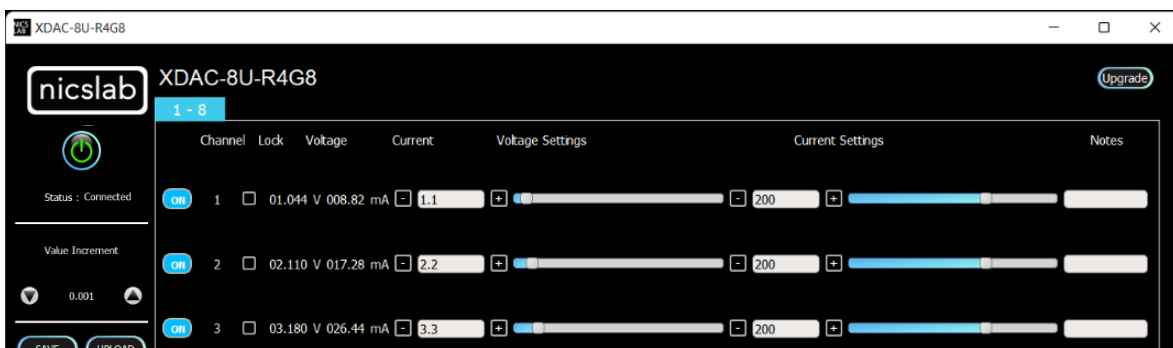 NICS LAB XDAC-8U-R4G8
nicslab XDAC-8U-R4G8 Upgrade
1 - 8
Channel Lock Voltage Current Voltage Settings Current Settings Notes
Status : Connected
ON 1 01.044 V 008.82 mA - 1.1 + - 200 + -
Value Increment
ON 2 02.110 V 017.28 mA - 2.2 + - 200 + -
0.001
ON 3 03.180 V 026.44 mA - 3.3 + - 200 + -
SAVE UPLOAD